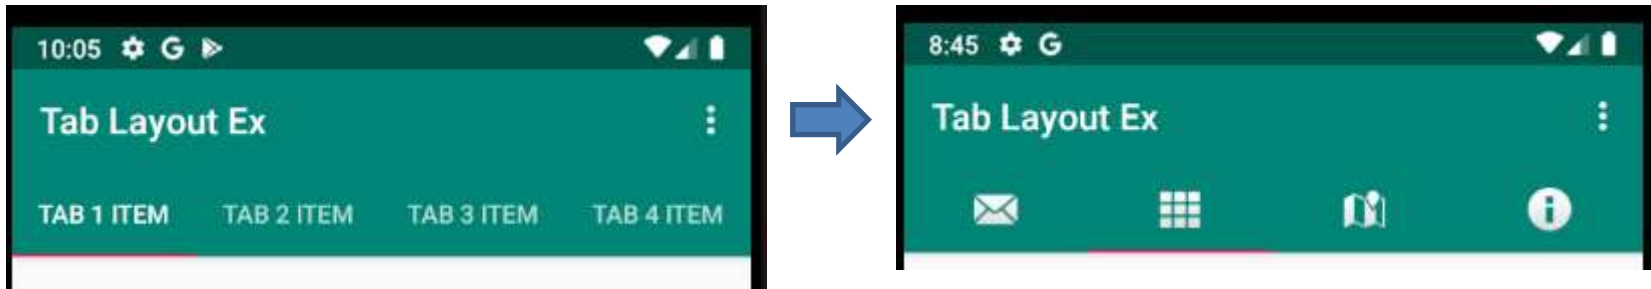 10:05 G
Tab Layout Ex
TAB 1 ITEM TAB 2 ITEM TAB 3 ITEM TAB 4 ITEM
8:45 G
Tab Layout Ex